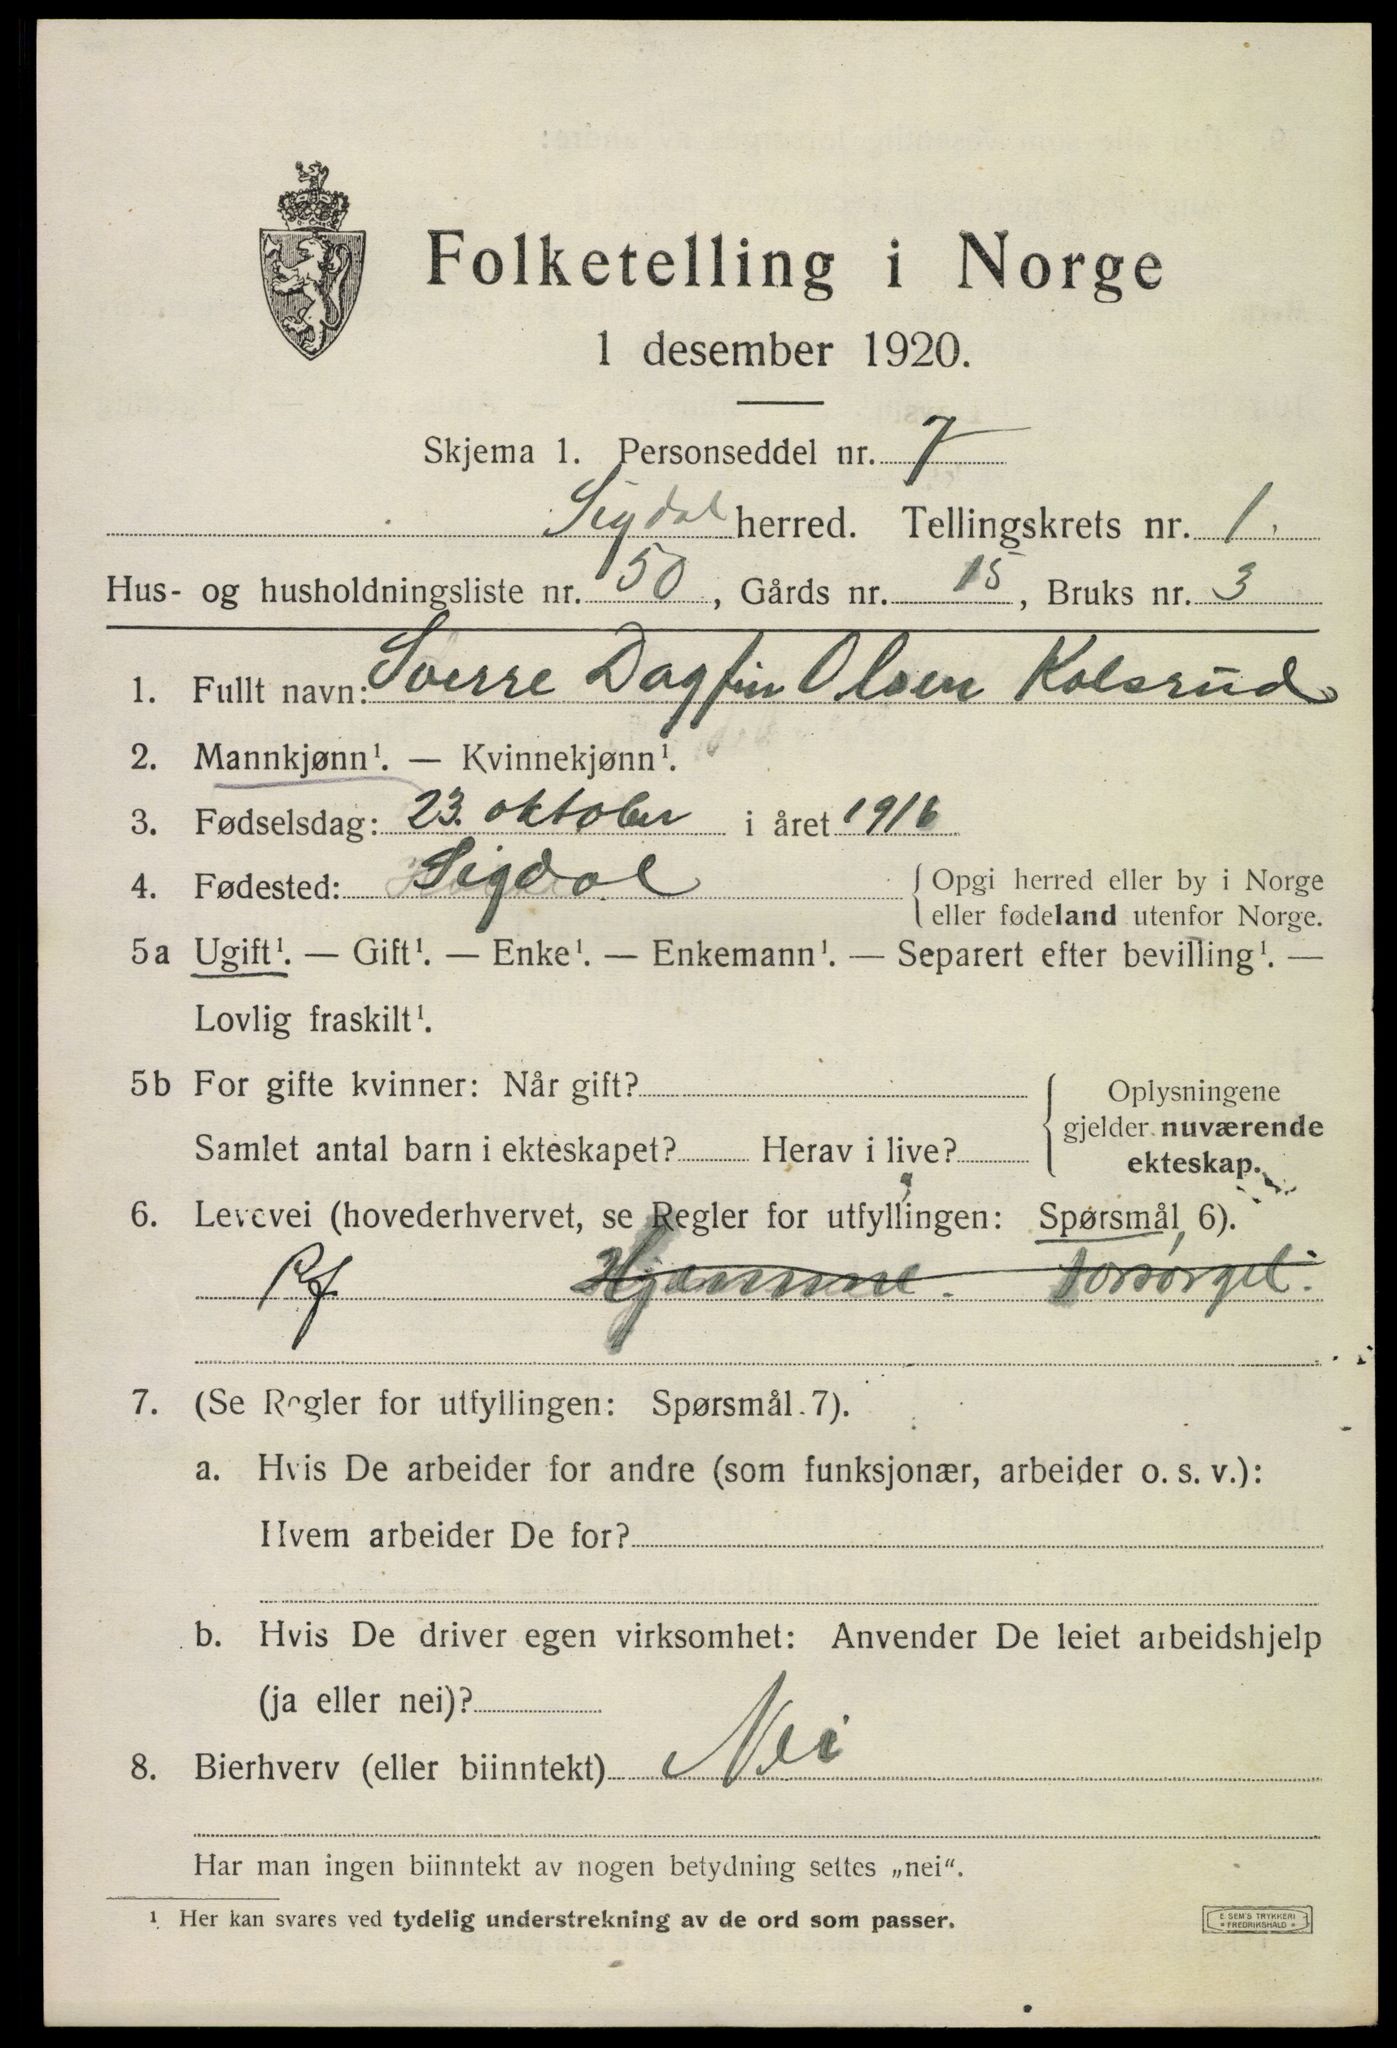 Folketelling i Norge
1 desember 1920.
Skjema 1. Personseddel nr. 7
Sigdal herred. Tellingskrets nr. 1.
Hus- og husholdningsliste nr. 50, Gårds nr. 15, Bruks nr. 3
1. Fullt navn: Sverre Dagfin Olsen Kolsrud
2. Mannkjønn¹. — Kvinnekjønn¹.
3. Fødselsdag: 23. oktober i året 1916
4. Fødested: Sigdal { Opgi herred eller by i Norge
eller fødeland utenfor Norge.
5a Ugift¹. — Gift¹. — Enke¹. — Enkemann¹. — Separert efter bevilling¹. —
Lovlig fraskilt¹.
5b For gifte kvinner: Når gift? { Oplysningene
gjelder nuværende
Samlet antal barn i ekteskapet? Herav i live? ekteskap.
6. Levevei (hovederhvervet, se Regler for utfyllingen: Spørsmål 6).
Pf. Hjemme. forsørget.
7. (Se Regler for utfyllingen: Spørsmål 7).
a. Hvis De arbeider for andre (som funksjonær, arbeider o. s. v.):
Hvem arbeider De for?
b. Hvis De driver egen virksomhet: Anvender De leiet arbeidshjelp
(ja eller nei)?
8. Bierhverv (eller biinntekt) Nei
Har man ingen biinntekt av nogen betydning settes „nei“.
¹ Her kan svares ved tydelig understrekning av de ord som passer.
E. SEM'S TRYKKERI
FREDRIKSHALD